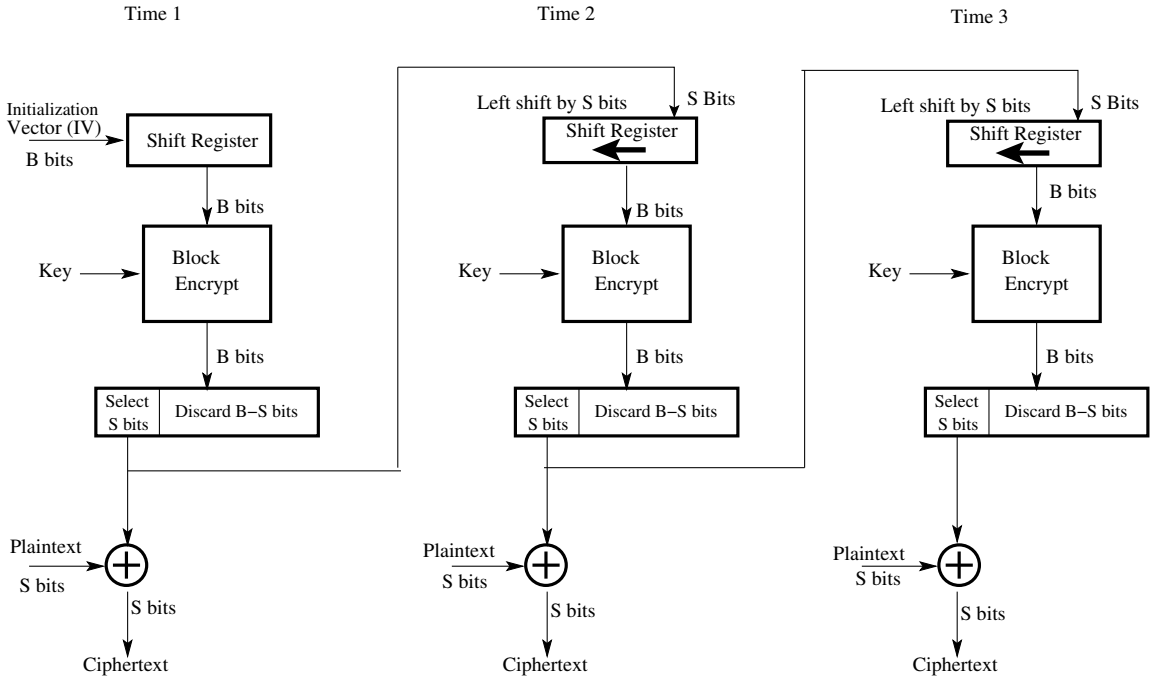 Time 1
Time 2
Time 3
Initialization
Vector (IV)
B bits
Shift Register
B bits
Key
Block
Encrypt
B bits
Select
S bits
Discard B−S bits
Plaintext
S bits
S bits
Ciphertext
Left shift by S bits
S Bits
Shift Register
B bits
Key
Block
Encrypt
B bits
Select
S bits
Discard B−S bits
Plaintext
S bits
S bits
Ciphertext
Left shift by S bits
S Bits
Shift Register
B bits
Key
Block
Encrypt
B bits
Select
S bits
Discard B−S bits
Plaintext
S bits
S bits
Ciphertext